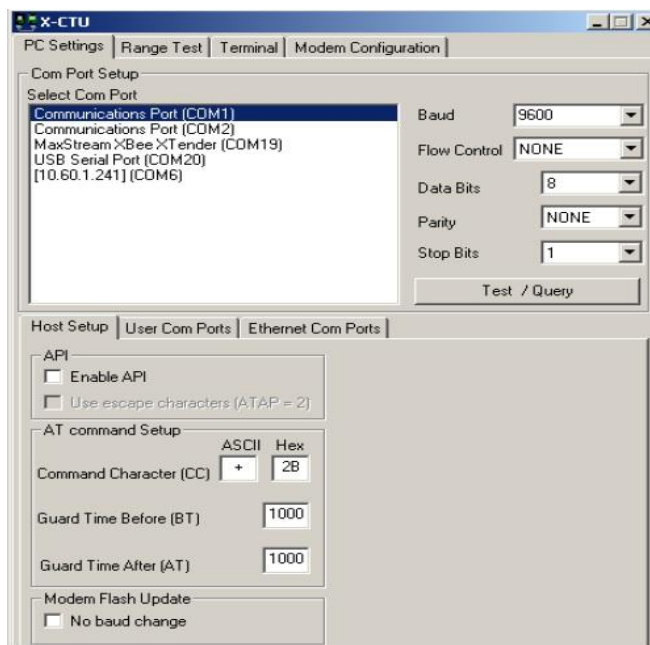 X-CTU
PC Settings Range Test Terminal Modem Configuration
Com Port Setup
Select Com Port
Communications Port (COM1)
Communications Port (COM2)
MaxStream XBee XTender (COM19)
USB Serial Port (COM20)
[10.60.1.241] (COM6)
Baud 9600
Flow Control NONE
Data Bits 8
Parity NONE
Stop Bits 1
Test / Query
Host Setup User Com Ports Ethernet Com Ports
API
Enable API
Use escape characters (ATAP = 2)
AT command Setup
ASCII Hex
Command Character (CC) + 2B
Guard Time Before (BT) 1000
Guard Time After (AT) 1000
Modem Flash Update
No baud change